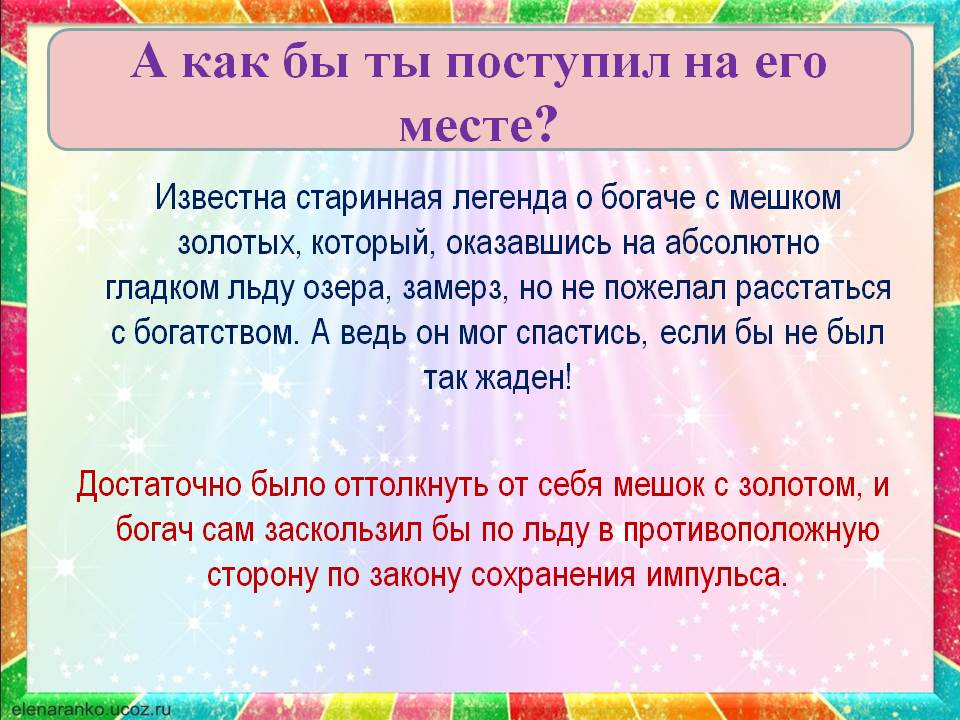 А как бы ты поступил на его
месте?
Известна старинная легенда о богаче с мешком
золотых, который, оказавшись на абсолютно
гладком льду озера, замерз, но не пожелал расстаться
с богатством. А ведь он мог спастись, если бы не был
так жаден!
Достаточно было оттолкнуть от себя мешок с золотом, и
богач сам заскользил бы по льду в противоположную
сторону по закону сохранения импульса.
elenaranko.ucoz.ru